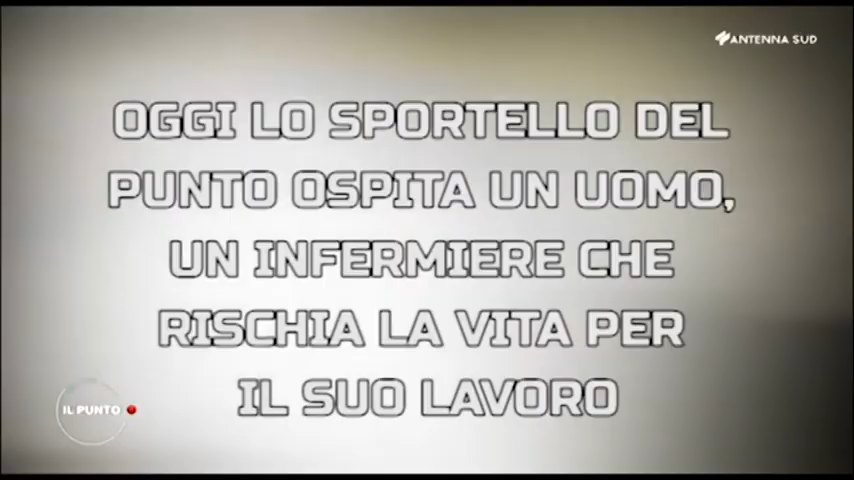 ANTENNA SUD
OGGI LO SPORTELLO DEL
PUNTO OSPITA UN UOMO,
UN INFERMIERE CHE
RISCHIA LA VITA PER
IL SUO LAVORO
IL PUNTO